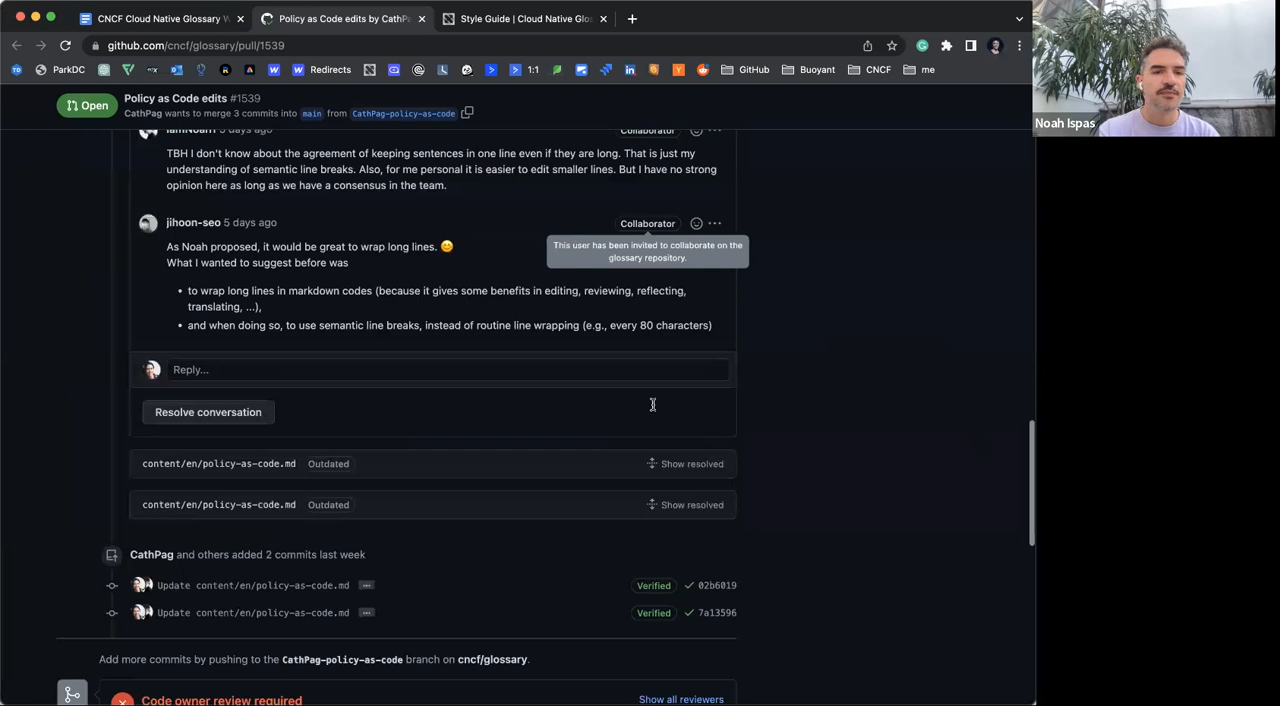 CNCF Cloud Native Glossary W
Policy as Code edits by CathPa
Style Guide | Cloud Native Glos
github.com/cncf/glossary/pull/1539
ParkDC
Redirects
1:1
GitHub
Buoyant
CNCF
me
Open
Policy as Code edits #1539
CathPag wants to merge 3 commits into main from CathPag-policy-as-code
iamNoah1 5 days ago
Collaborator
TBH I don't know about the agreement of keeping sentences in one line even if they are long. That is just my
understanding of semantic line breaks. Also, for me personal it is easier to edit smaller lines. But I have no strong
opinion here as long as we have a consensus in the team.
jihoon-seo 5 days ago
Collaborator
This user has been invited to collaborate on the
glossary repository.
As Noah proposed, it would be great to wrap long lines. 😊
What I wanted to suggest before was
• to wrap long lines in markdown codes (because it gives some benefits in editing, reviewing, reflecting,
translating, ...),
• and when doing so, to use semantic line breaks, instead of routine line wrapping (e.g., every 80 characters)
Reply...
Resolve conversation
content/en/policy-as-code.md Outdated Show resolved
content/en/policy-as-code.md Outdated Show resolved
CathPag and others added 2 commits last week
Update content/en/policy-as-code.md ... Verified 02b6019
Update content/en/policy-as-code.md ... Verified 7a13596
Add more commits by pushing to the CathPag-policy-as-code branch on cncf/glossary.
Code owner review required
Show all reviewers
Noah Ispas